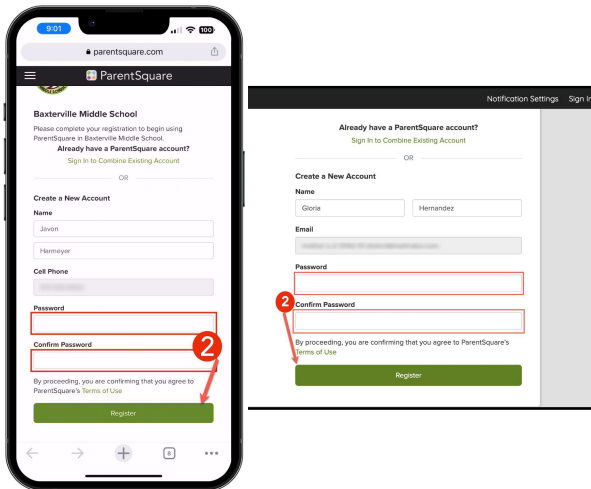 9:01
100
parentsquare.com
ParentSquare
Baxterville Middle School
Please complete your registration to begin using
ParentSquare in Baxterville Middle School.
Already have a ParentSquare account?
Sign In to Combine Existing Account
OR
Create a New Account
Name
Javon
Harmeyer
Cell Phone
Password
Confirm Password
2
By proceeding, you are confirming that you agree to
ParentSquare's Terms of Use
Register
8
Notification Settings Sign In
Already have a ParentSquare account?
Sign In to Combine Existing Account
OR
Create a New Account
Name
Gloria Hernandez
Email
Password
2
Confirm Password
By proceeding, you are confirming that you agree to ParentSquare's
Terms of Use
Register